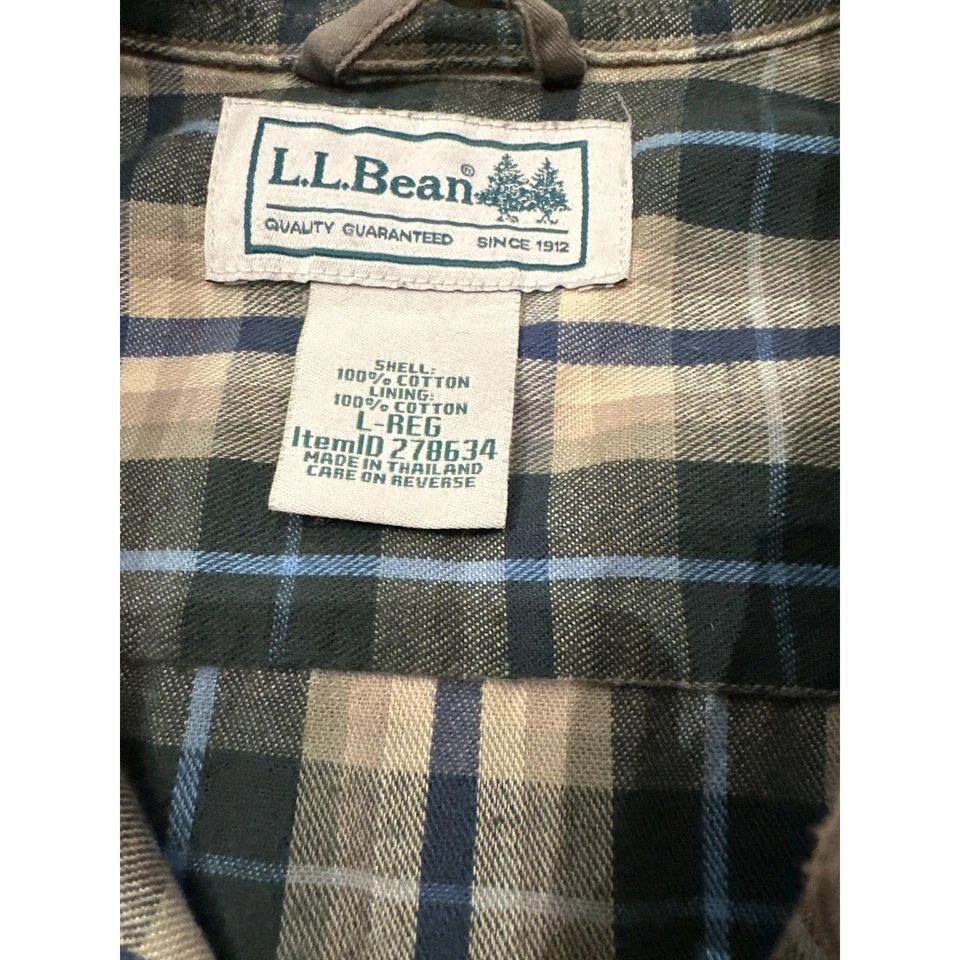 L.L.Bean®
QUALITY GUARANTEED SINCE 1912
SHELL:
100% COTTON
LINING:
100% COTTON
L-REG
ItemID 278634
MADE IN THAILAND
CARE ON REVERSE